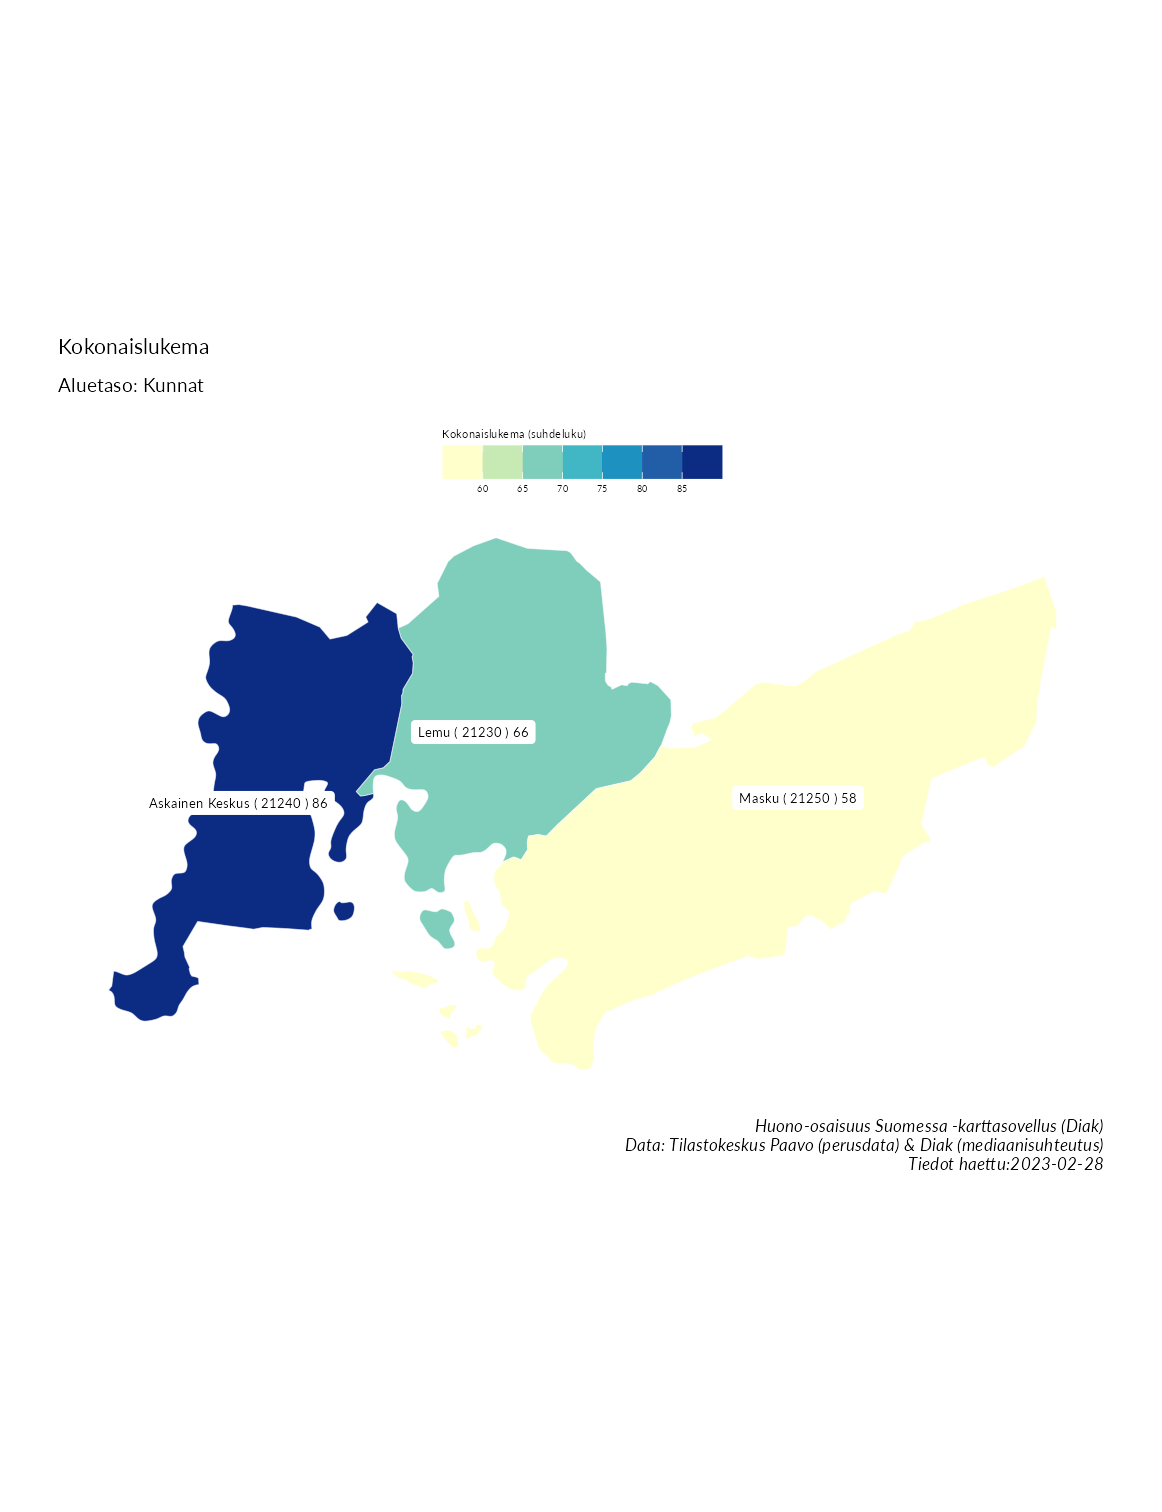 Kokonaislukema
Aluetaso: Kunnat
Kokonaislukema (suhdeluku)
60 65 70 75 80 85
Lemu ( 21230 ) 66
Masku ( 21250 ) 58
Askainen Keskus ( 21240 ) 86
Huono-osaisuus Suomessa -karttasovellus (Diak)
Data: Tilastokeskus Paavo (perusdata) & Diak (mediaanisuhteutus)
Tiedot haettu:2023-02-28